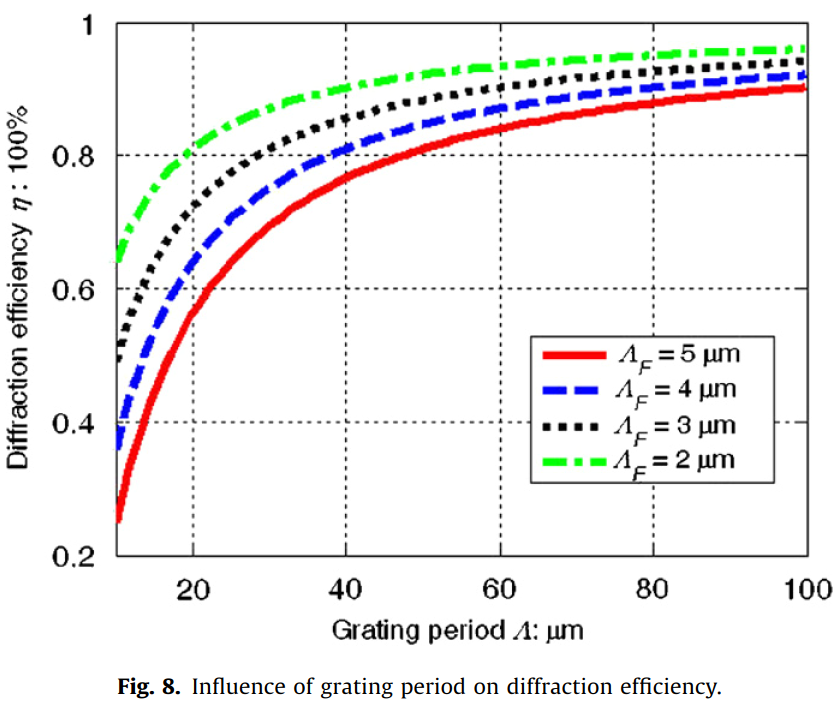 1
0.8
0.6
0.4
0.2
Diffraction efficiency η : 100%
Λ_F = 5 μm
Λ_F = 4 μm
Λ_F = 3 μm
Λ_F = 2 μm
20 40 60 80 100
Grating period Λ: μm
Fig. 8. Influence of grating period on diffraction efficiency.